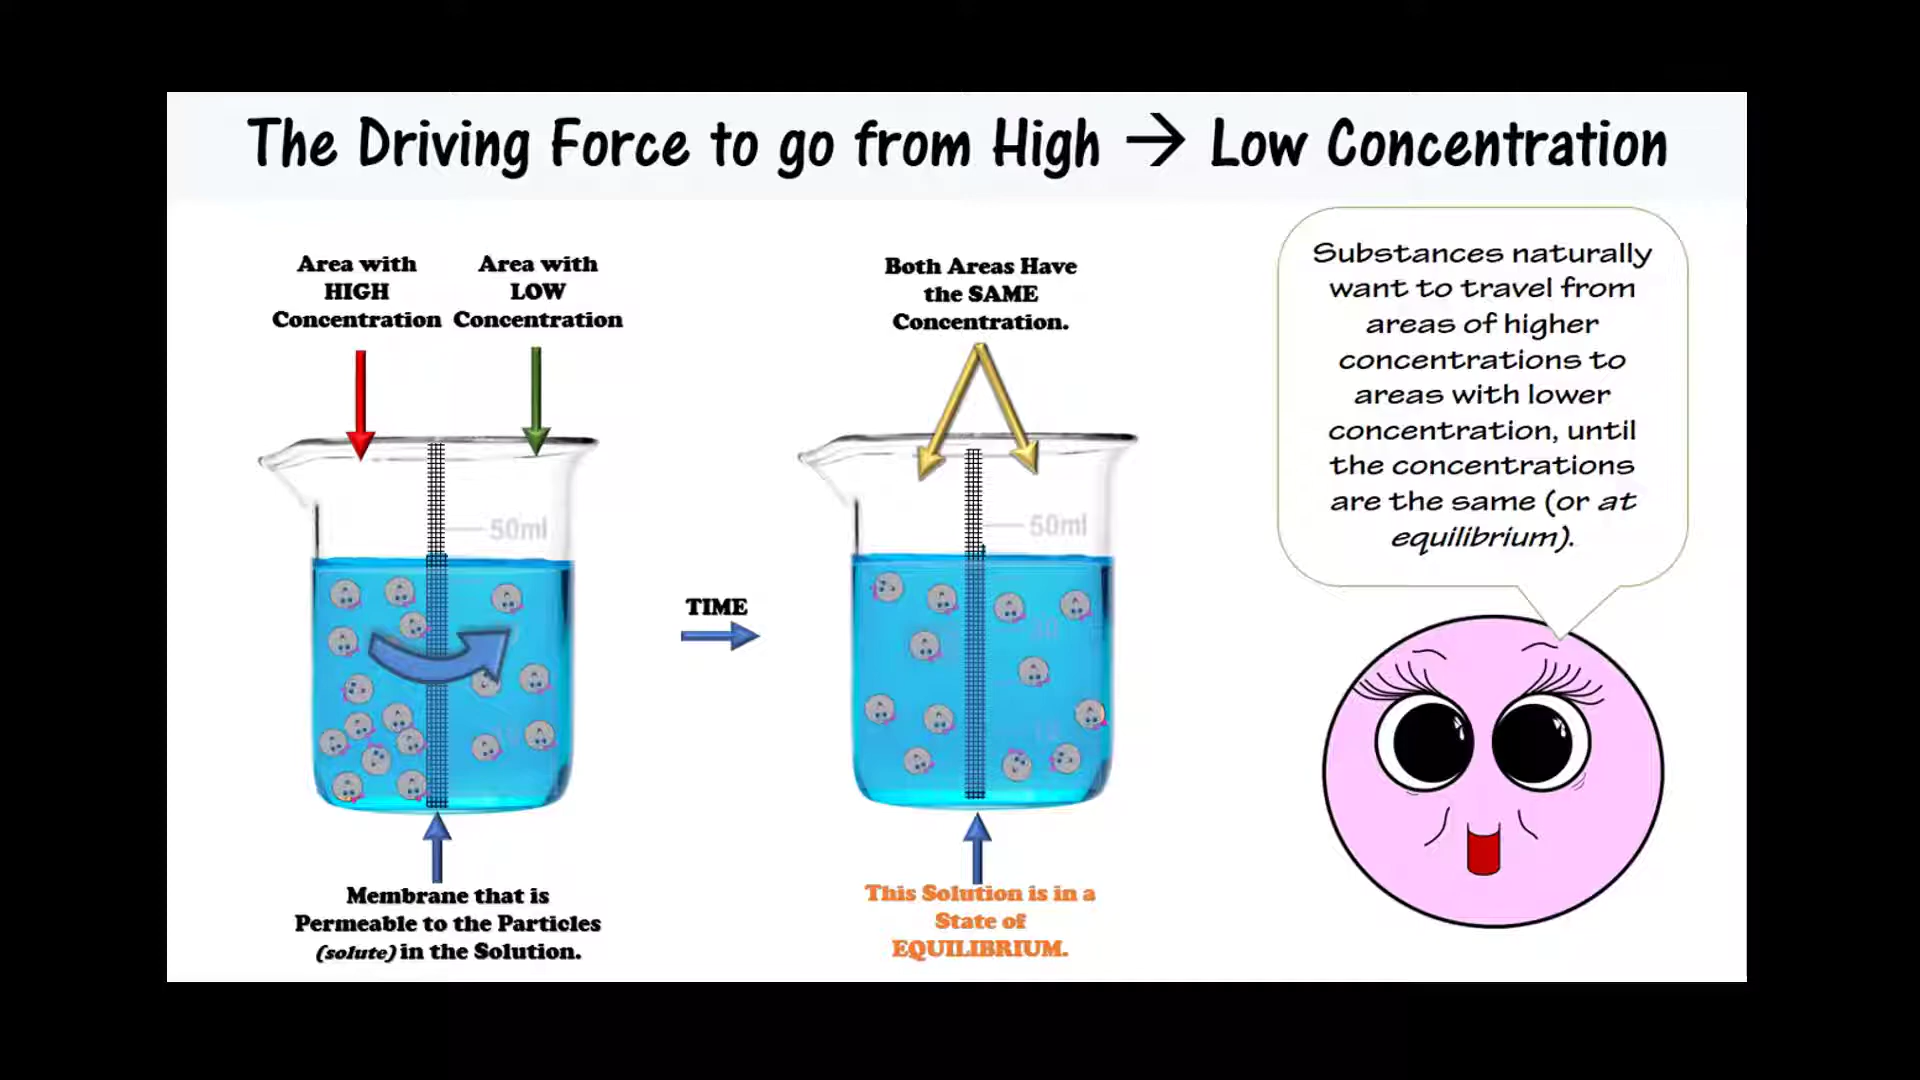 The Driving Force to go from High → Low Concentration
Area with
HIGH
Concentration
Area with
LOW
Concentration
Both Areas Have
the SAME
Concentration.
Substances naturally
want to travel from
areas of higher
concentrations to
areas with lower
concentration, until
the concentrations
are the same (or at
equilibrium).
50ml
50ml
TIME
Membrane that is
Permeable to the Particles
(solute) in the Solution.
This Solution is in a
State of
EQUILIBRIUM.